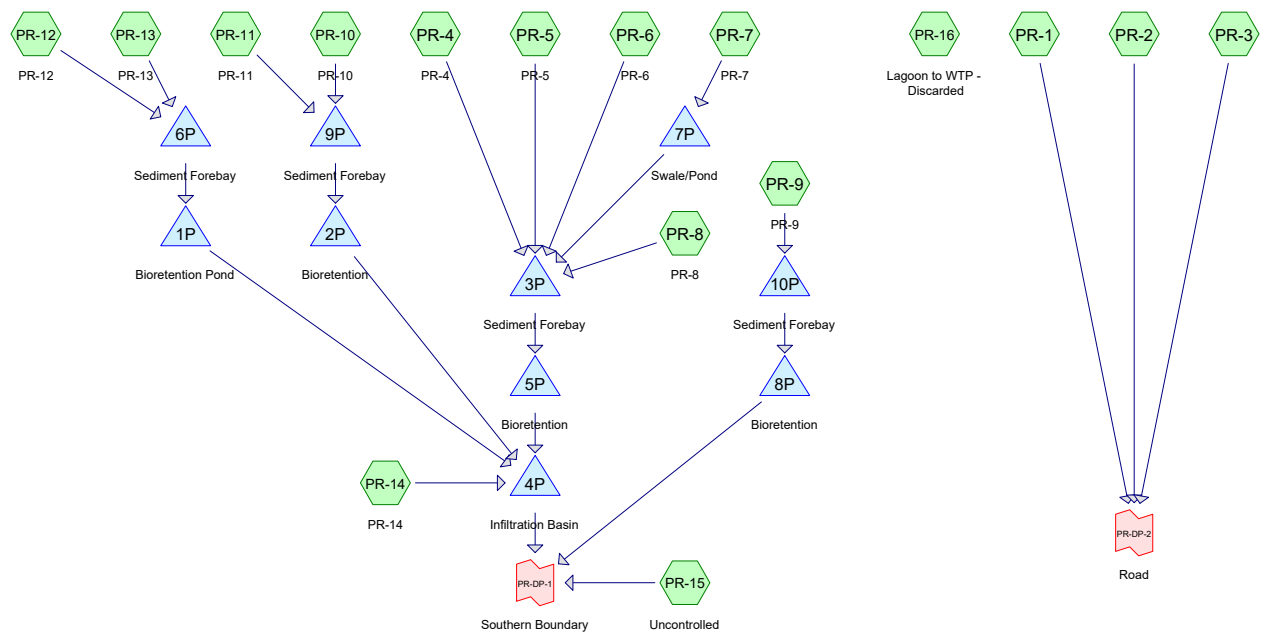 PR-12
PR-13
PR-11
PR-10
PR-4
PR-5
PR-6
PR-7
PR-16
PR-1
PR-2
PR-3
PR-12
PR-13
PR-11
PR-10
PR-4
PR-5
PR-6
PR-7
Lagoon to WTP -
Discarded
6P
9P
7P
Sediment Forebay
Sediment Forebay
Swale/Pond
PR-9
PR-9
1P
2P
PR-8
Bioretention Pond
Bioretention
PR-8
3P
10P
Sediment Forebay
Sediment Forebay
5P
8P
Bioretention
Bioretention
PR-14
4P
PR-14
Infiltration Basin
PR-DP-2
Road
PR-DP-1
PR-15
Southern Boundary
Uncontrolled